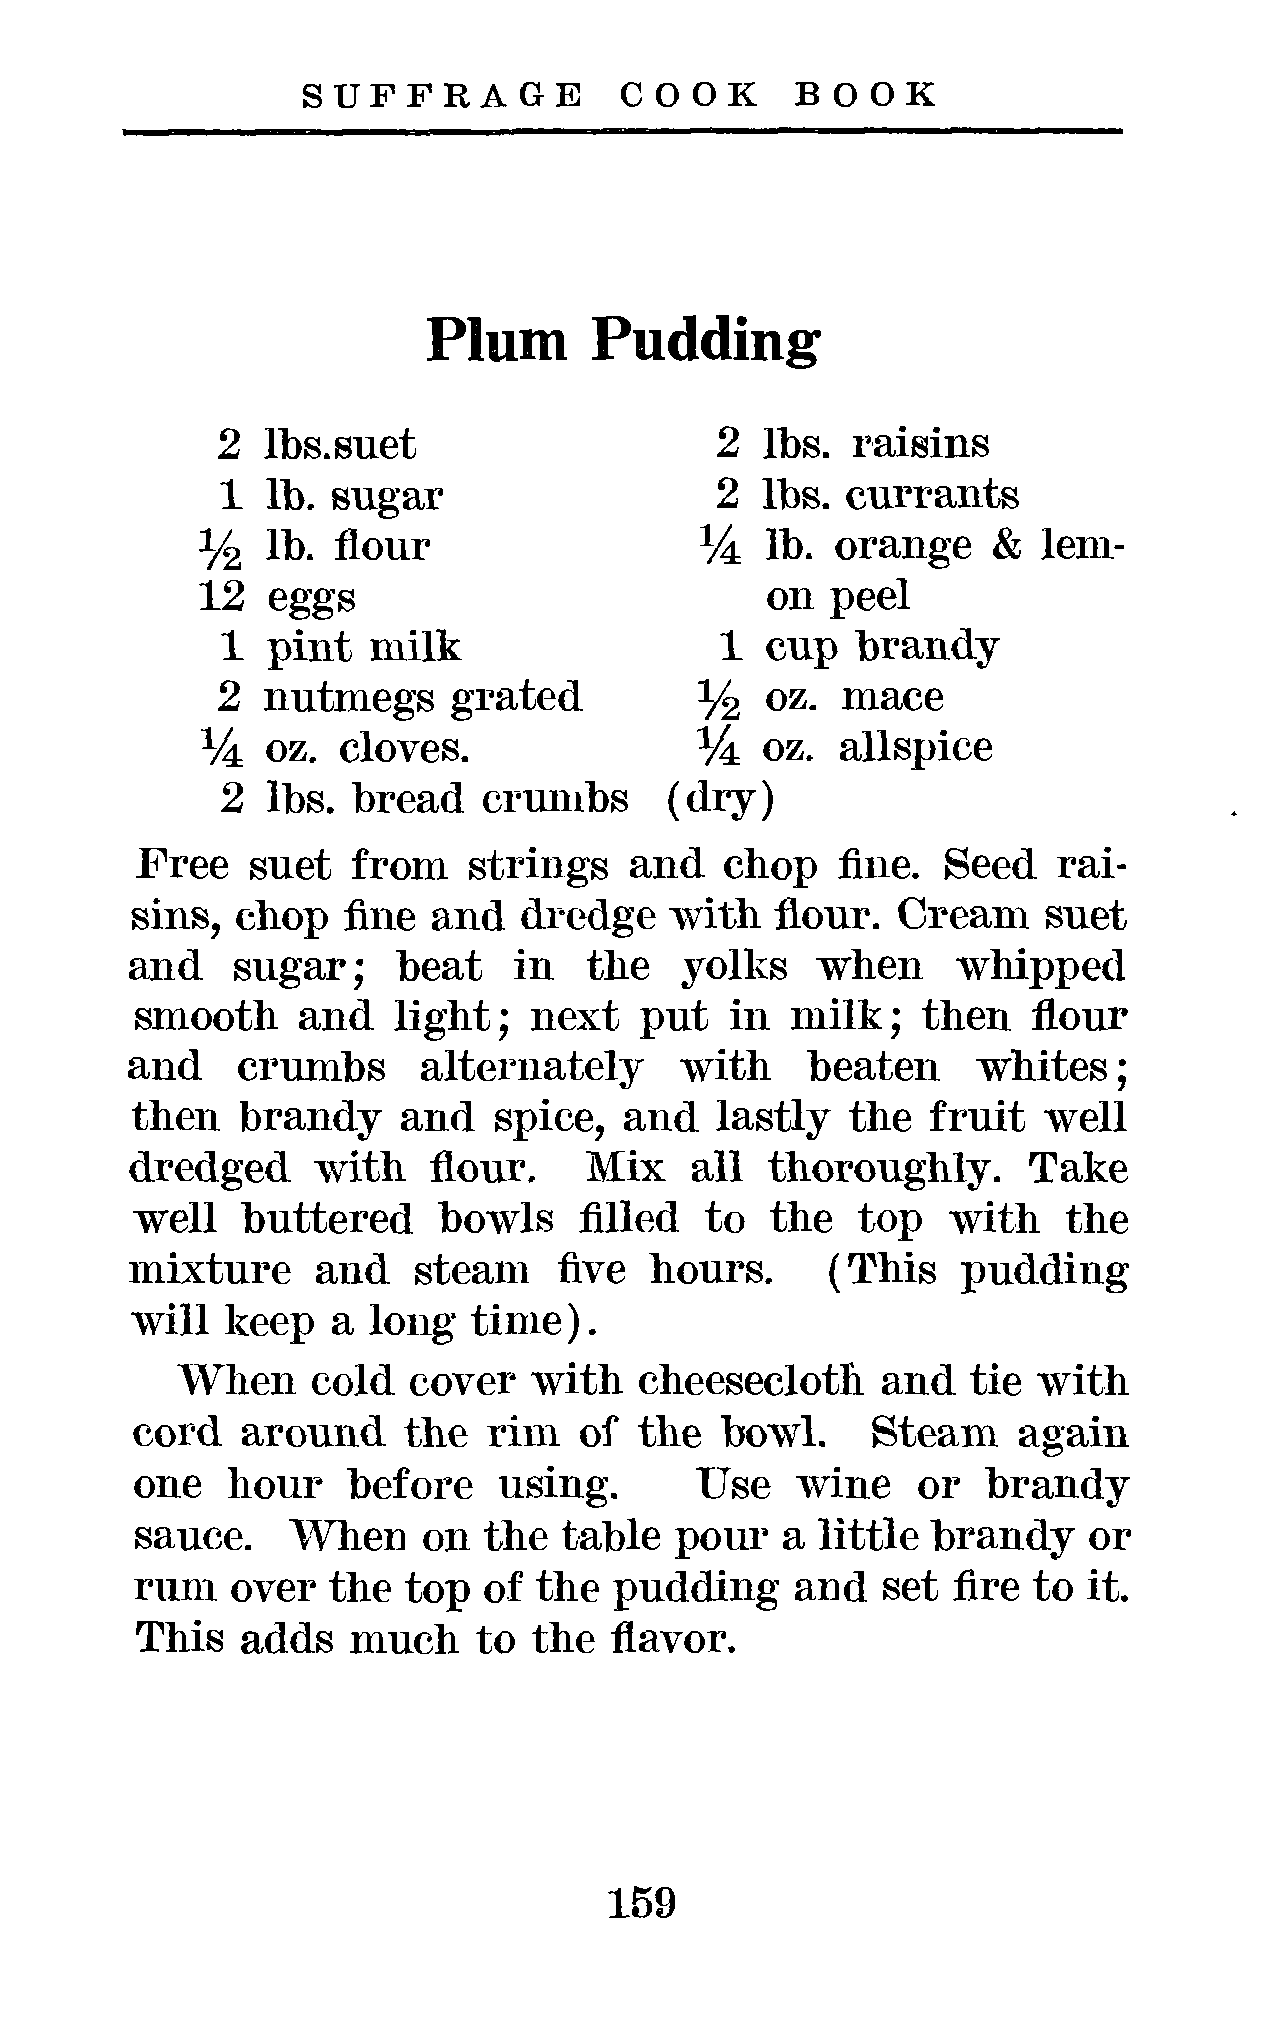 SUFFRAGE COOK BOOK
Plum Pudding
2 lbs.suet
1 lb. sugar
½ lb. flour
12 eggs
1 pint milk
2 nutmegs grated
¼ oz. cloves.
2 lbs. raisins
2 lbs. currants
¼ lb. orange & lem-
on peel
1 cup brandy
½ oz. mace
¼ oz. allspice
2 lbs. bread crumbs (dry)
Free suet from strings and chop fine. Seed rai-
sins, chop fine and dredge with flour. Cream suet
and sugar; beat in the yolks when whipped
smooth and light; next put in milk; then flour
and crumbs alternately with beaten whites;
then brandy and spice, and lastly the fruit well
dredged with flour. Mix all thoroughly. Take
well buttered bowls filled to the top with the
mixture and steam five hours. (This pudding
will keep a long time).
When cold cover with cheesecloth and tie with
cord around the rim of the bowl. Steam again
one hour before using. Use wine or brandy
sauce. When on the table pour a little brandy or
rum over the top of the pudding and set fire to it.
This adds much to the flavor.
159